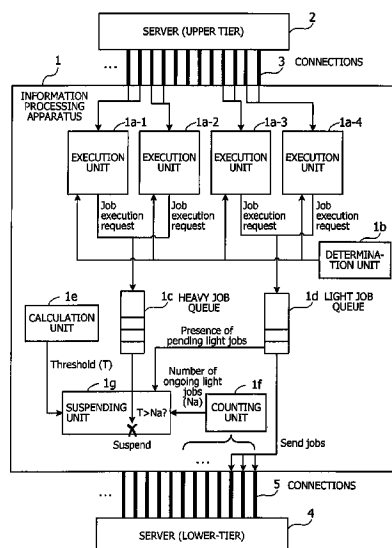 2
SERVER (UPPER TIER)
...
1
3 CONNECTIONS
INFORMATION
PROCESSING
APPARATUS
1a-1
1a-2
1a-3
1a-4
EXECUTION
UNIT
EXECUTION
UNIT
EXECUTION
UNIT
EXECUTION
UNIT
Job
execution
request
Job
execution
request
Job
execution
request
Job
execution
request
1b
DETERMINA-
TION UNIT
1c HEAVY JOB
QUEUE
1d LIGHT JOB
QUEUE
1e
CALCULATION
UNIT
Presence of
pending light jobs
Threshold (T)
Number of
ongoing light
jobs (Na)
1f
COUNTING
UNIT
1g
SUSPENDING
UNIT
T>Na?
X
Suspend
Send jobs
...
...
5 CONNECTIONS
SERVER (LOWER-TIER)
4